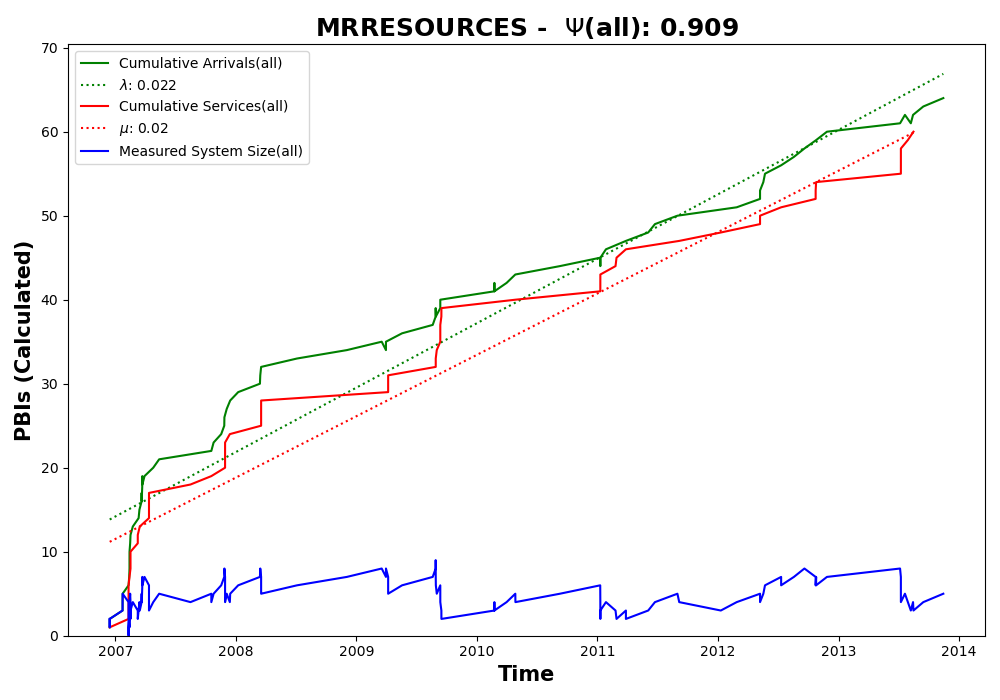 MRRESOURCES - Ψ(all): 0.909
Cumulative Arrivals(all)
λ: 0.022
Cumulative Services(all)
μ: 0.02
Measured System Size(all)
PBIs (Calculated)
70
60
50
40
30
20
10
0
2007 2008 2009 2010 2011 2012 2013 2014
Time